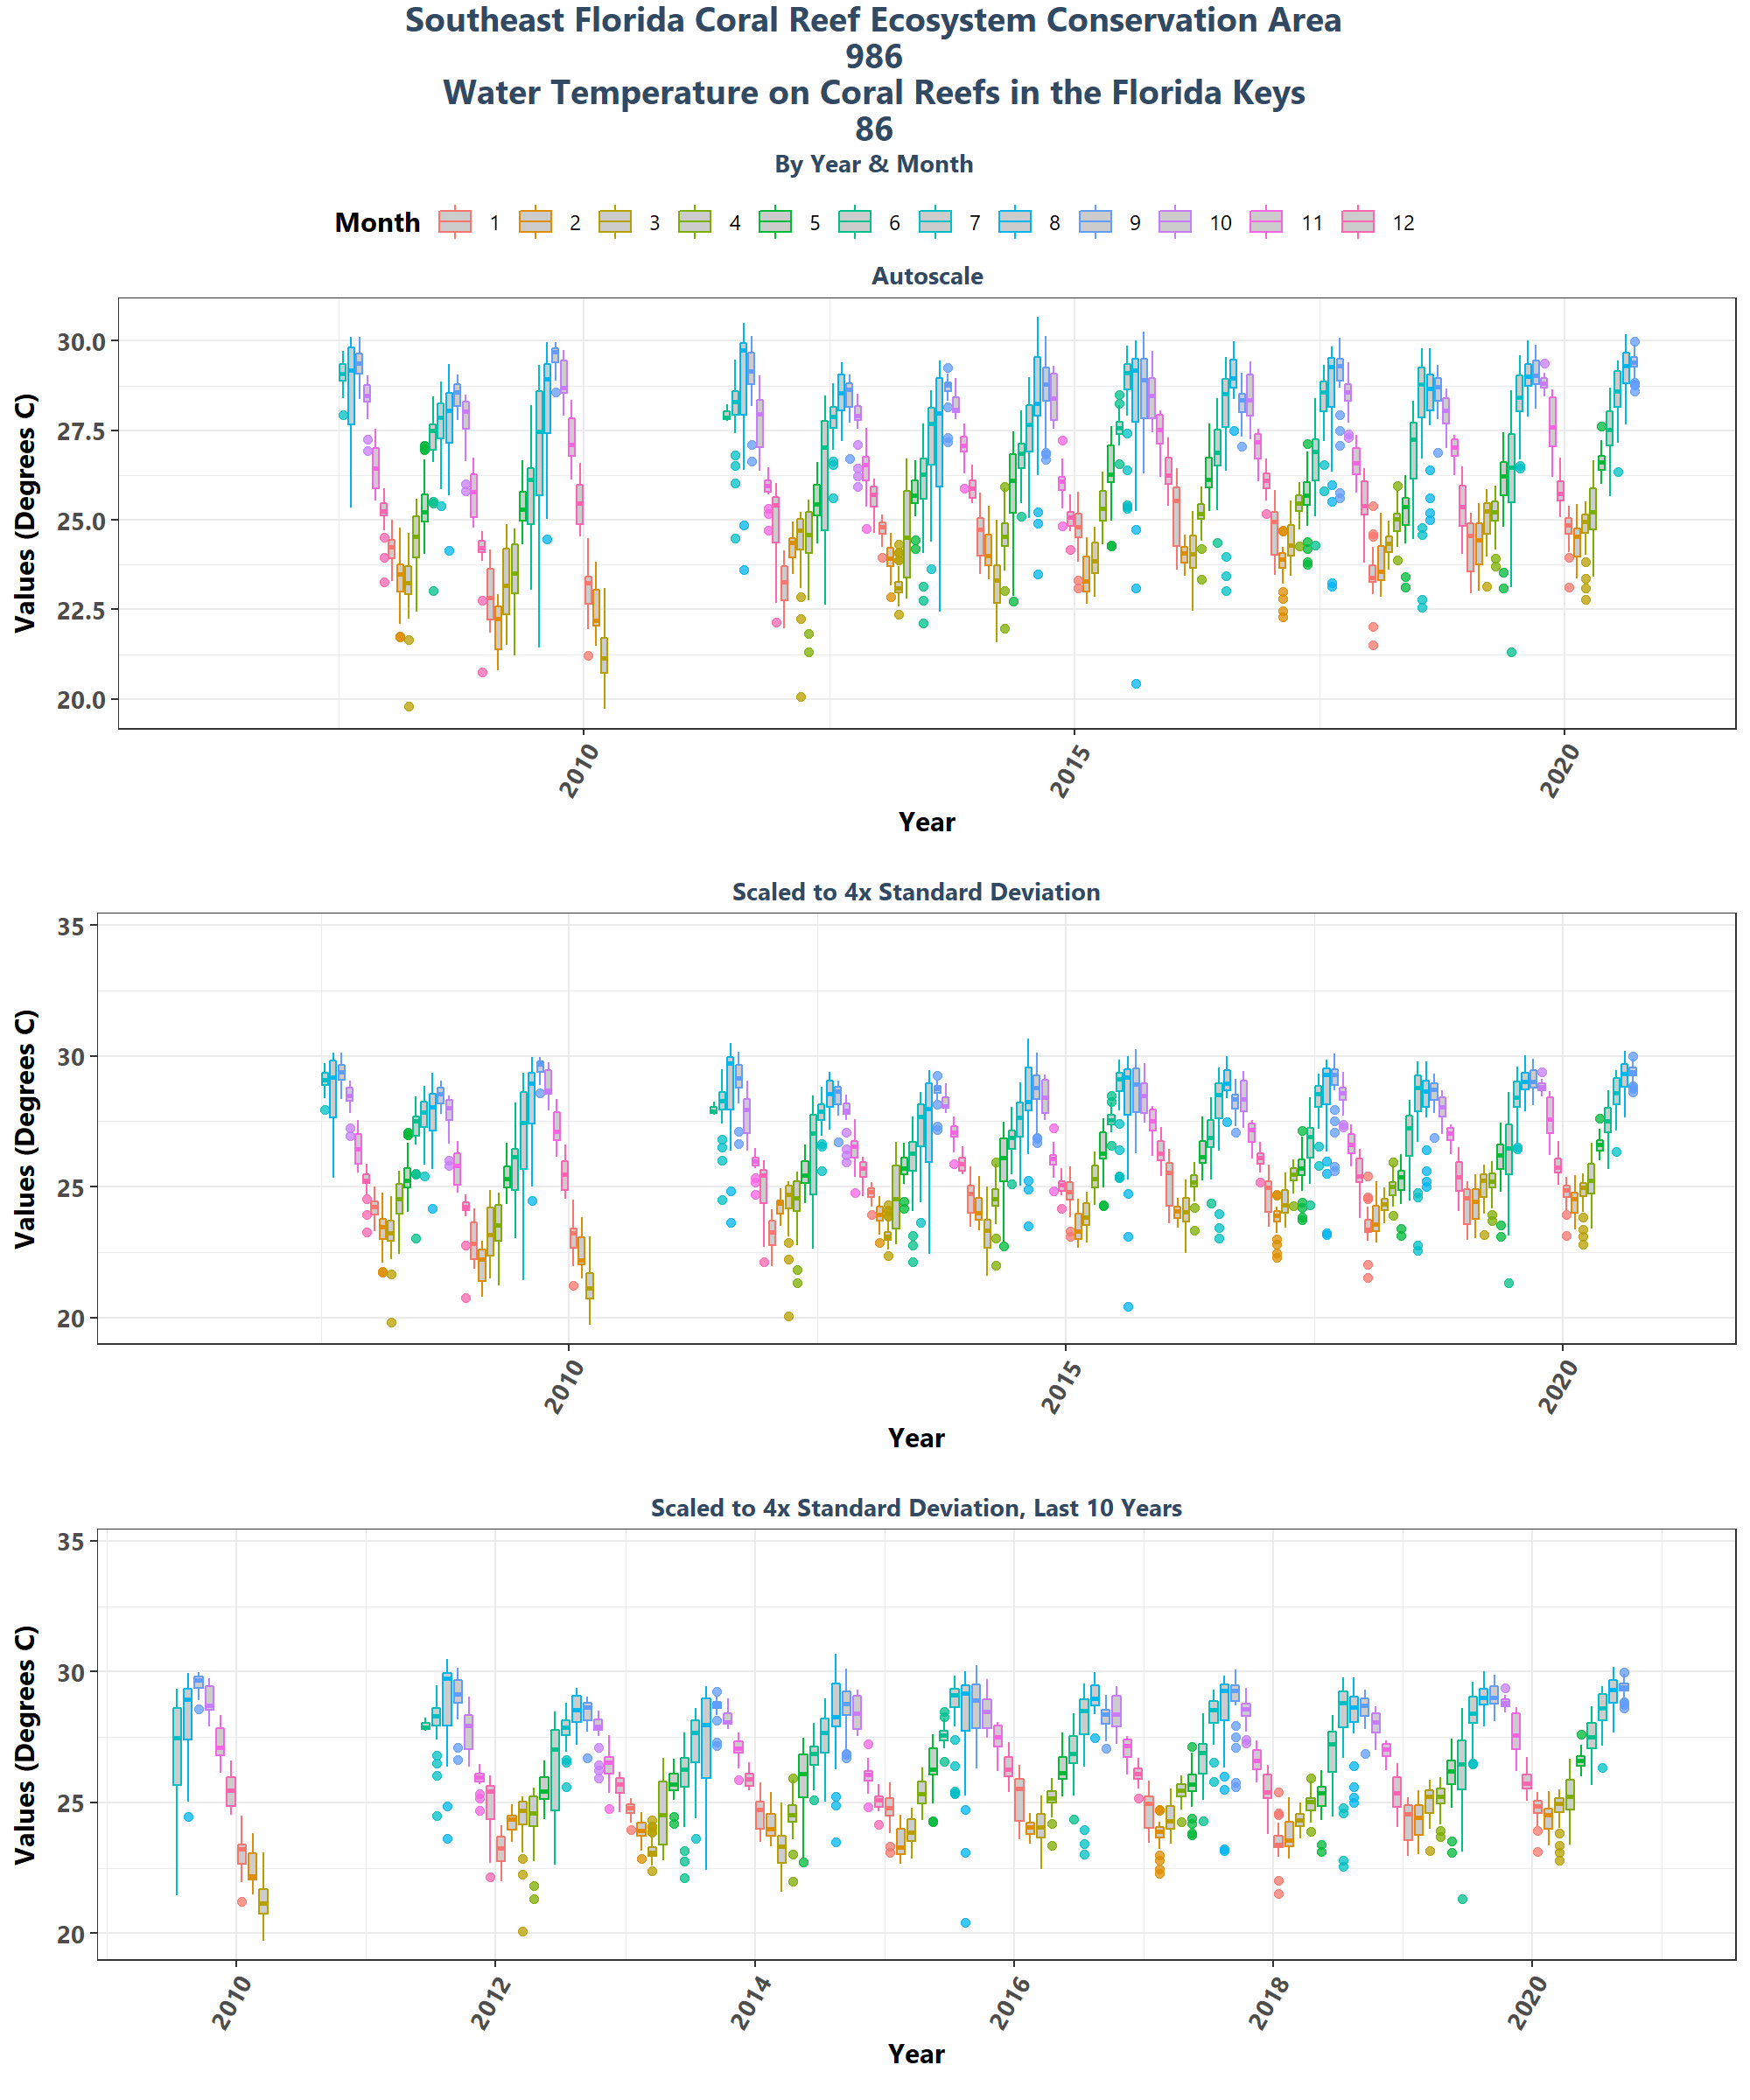 Southeast Florida Coral Reef Ecosystem Conservation Area
986
Water Temperature on Coral Reefs in the Florida Keys
86
By Year & Month
Month 1 2 3 4 5 6 7 8 9 10 11 12
Autoscale
Values (Degrees C)
30.0
27.5
25.0
22.5
20.0
2010 2015 2020
Year
Scaled to 4x Standard Deviation
Values (Degrees C)
35
30
25
20
2010 2015 2020
Year
Scaled to 4x Standard Deviation, Last 10 Years
Values (Degrees C)
35
30
25
20
2010 2012 2014 2016 2018 2020
Year